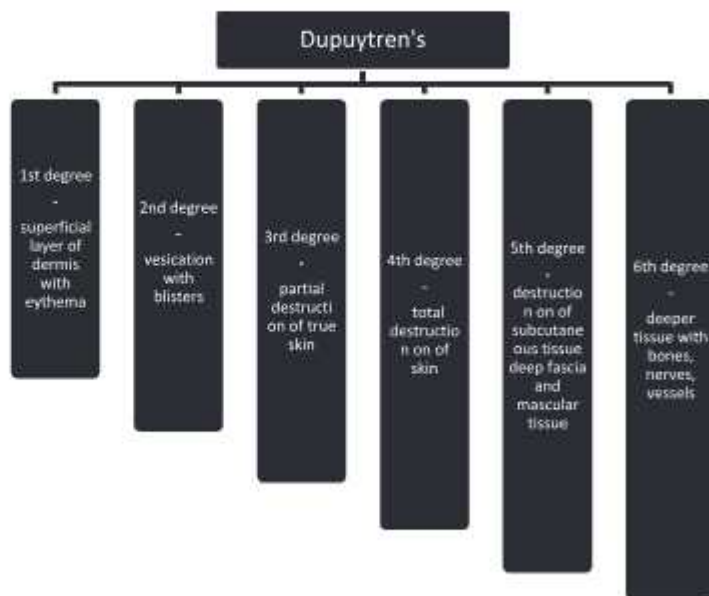 Dupuytren's
1st degree
-
superficial
layer of
dermis
with
eythema
2nd degree
-
vesication
with
blisters
3rd degree
-
partial
destructi
on of true
skin
4th degree
-
total
destructio
n on of
skin
5th degree
-
destructio
n on of
subcutane
ous tissue
deep fascia
and
mascular
tissue
6th degree
-
deeper
tissue with
bones,
nerves,
vessels